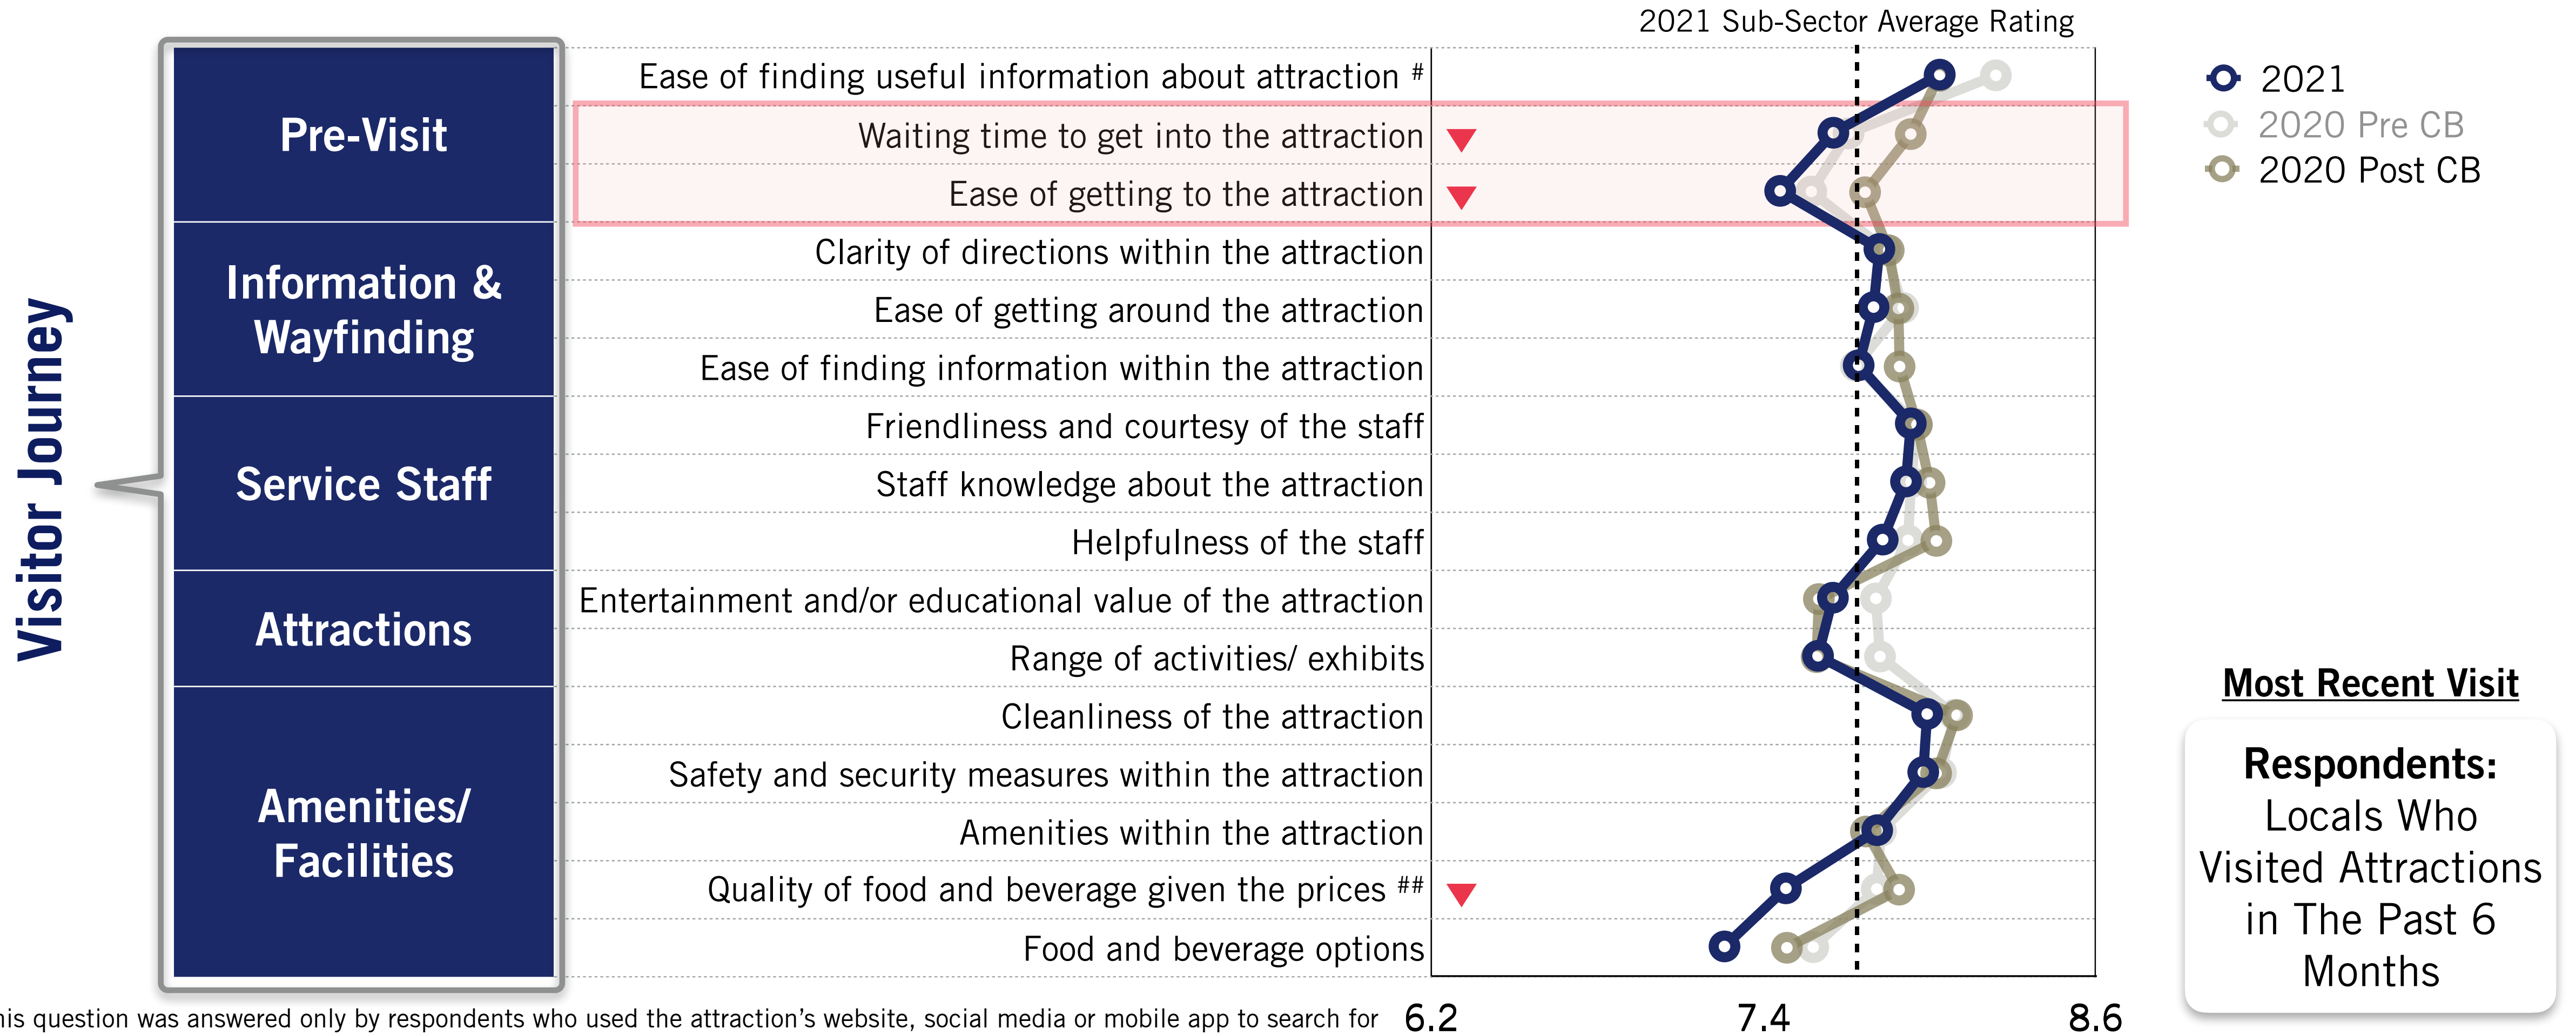 2021 Sub-Sector Average Rating
Visitor Journey
Pre-Visit
Ease of finding useful information about attraction #
Waiting time to get into the attraction
Ease of getting to the attraction
Information &
Wayfinding
Clarity of directions within the attraction
Ease of getting around the attraction
Ease of finding information within the attraction
Service Staff
Friendliness and courtesy of the staff
Staff knowledge about the attraction
Helpfulness of the staff
Attractions
Entertainment and/or educational value of the attraction
Range of activities/ exhibits
Amenities/
Facilities
Cleanliness of the attraction
Safety and security measures within the attraction
Amenities within the attraction
Quality of food and beverage given the prices ##
Food and beverage options
6.2
7.4
8.6
2021
2020 Pre CB
2020 Post CB
Most Recent Visit
Respondents:
Locals Who
Visited Attractions
in The Past 6
Months
question was answered only by respondents who used the attraction's website, social media or mobile app to search for